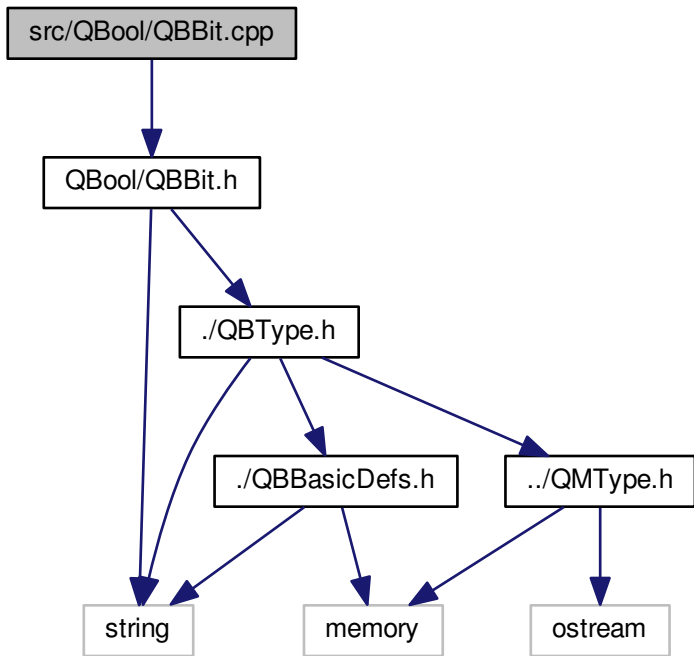 src/QBool/QBBit.cpp
QBool/QBBit.h
./QBType.h
./QBBasicDefs.h
../QMType.h
string
memory
ostream